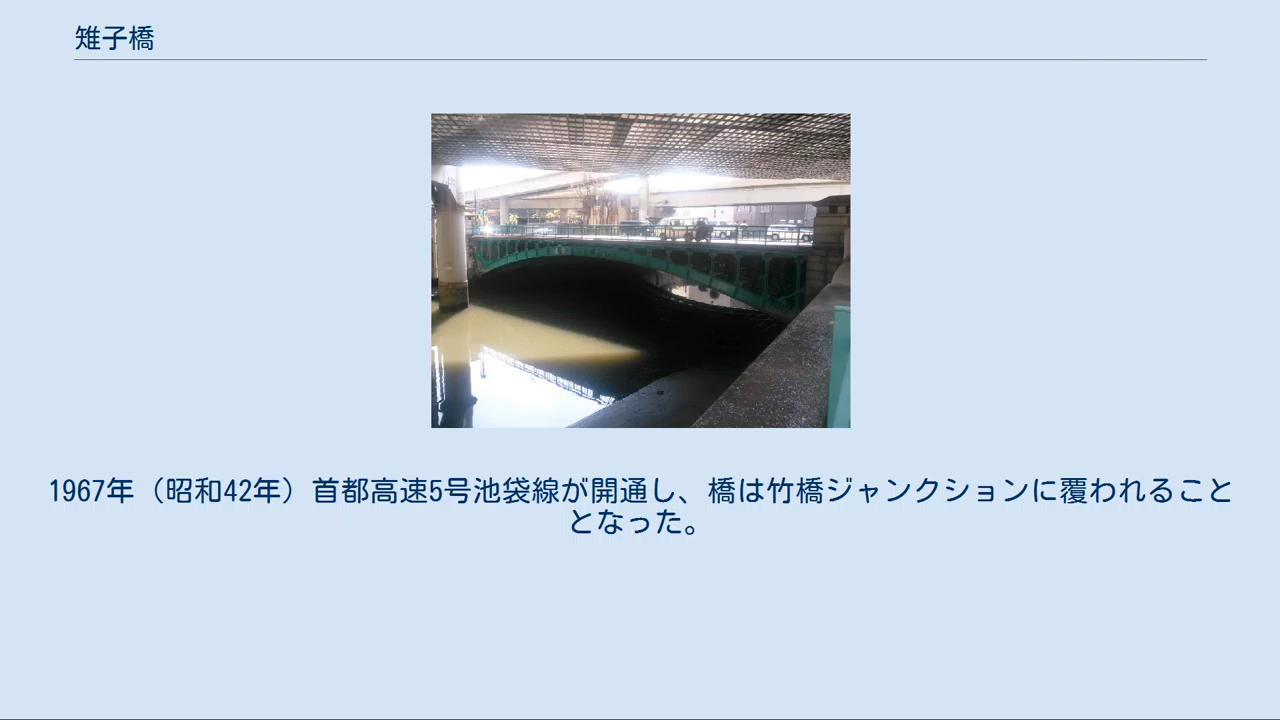 雉子橋
1967年（昭和42年）首都高速5号池袋線が開通し、橋は竹橋ジャンクションに覆われること
となった。